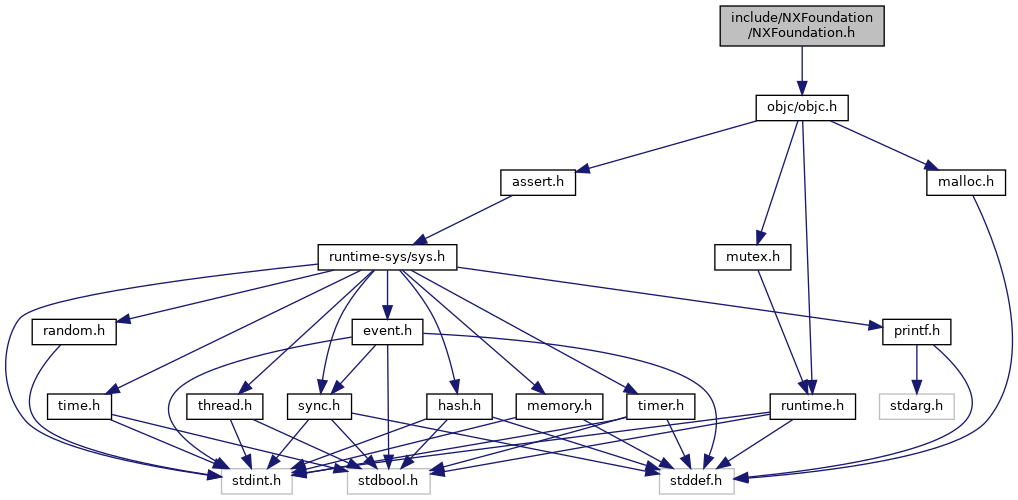 include/NXFoundation
/NXFoundation.h
objc/objc.h
assert.h
malloc.h
runtime-sys/sys.h
mutex.h
random.h
event.h
printf.h
time.h
thread.h
sync.h
hash.h
memory.h
timer.h
runtime.h
stdarg.h
stdint.h
stdbool.h
stddef.h